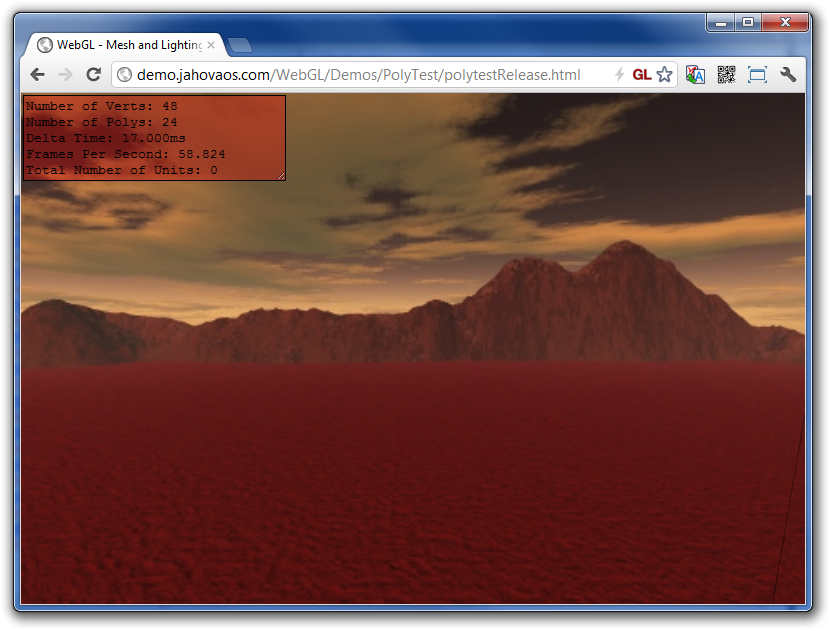 WebGL - Mesh and Lighting
demo.jahovaos.com/WebGL/Demos/PolyTest/polytestRelease.html
GL
Number of Verts: 48
Number of Polys: 24
Delta Time: 17.000ms
Frames Per Second: 58.824
Total Number of Units: 0